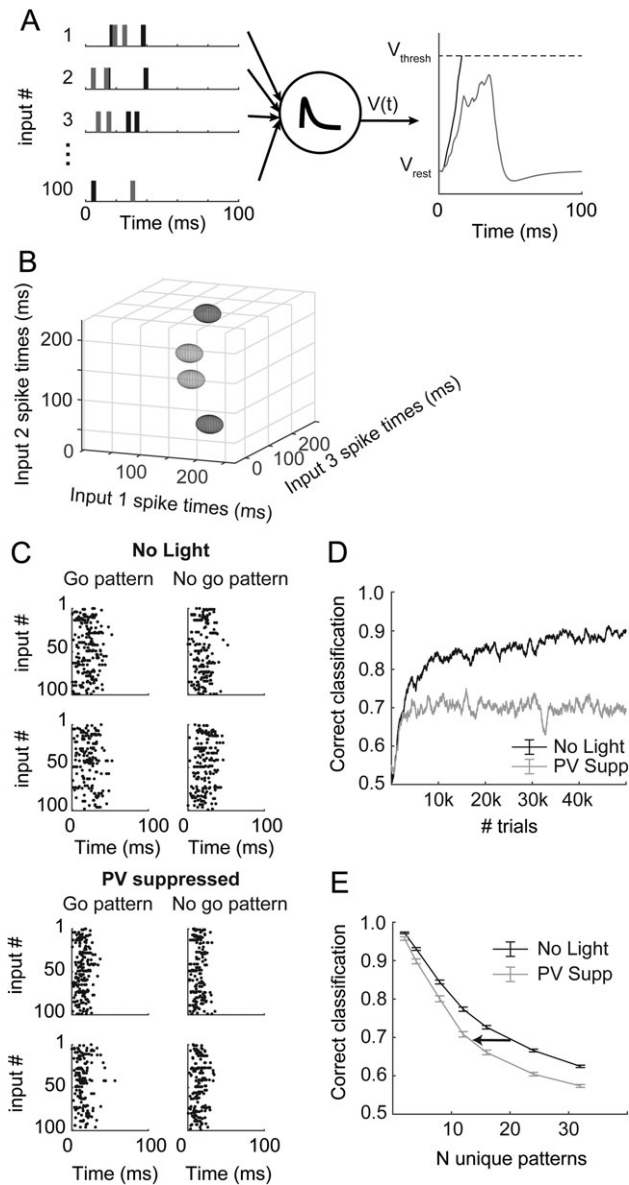 A
input #
1
2
3
⋮
100
0
100
Time (ms)
V(t)
V_thresh
V_rest
0
100
Time (ms)
B
Input 2 spike times (ms)
200
100
0
100
200
Input 1 spike times (ms)
0
100
200
Input 3 spike times (ms)
C
No Light
Go pattern
No go pattern
input #
1
50
100
input #
50
100
0
100
0
100
Time (ms)
Time (ms)
PV suppressed
Go pattern
No go pattern
input #
1
50
100
input #
1
50
100
0
100
0
100
Time (ms)
Time (ms)
D
Correct classification
1.0
0.9
0.8
0.7
0.6
0.5
No Light
PV Supp
10k
20k
30k
40k
# trials
E
Correct classification
1.0
0.9
0.8
0.7
0.6
0.5
No Light
PV Supp
10
20
30
N unique patterns